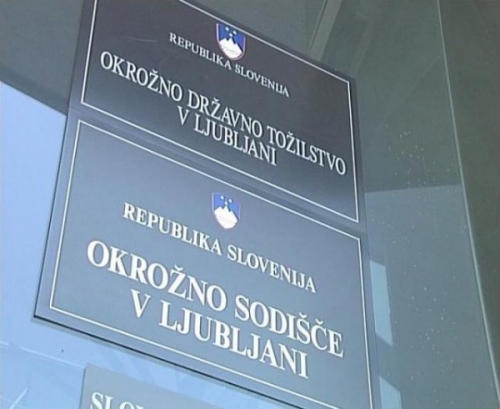 REPUBLIKA SLOVENIJA
OKROŽNO DRŽAVNO TOŽILSTVO
V LJUBLJANI
REPUBLIKA SLOVENIJA
OKROŽNO SODIŠČE
V LJUBLJANI